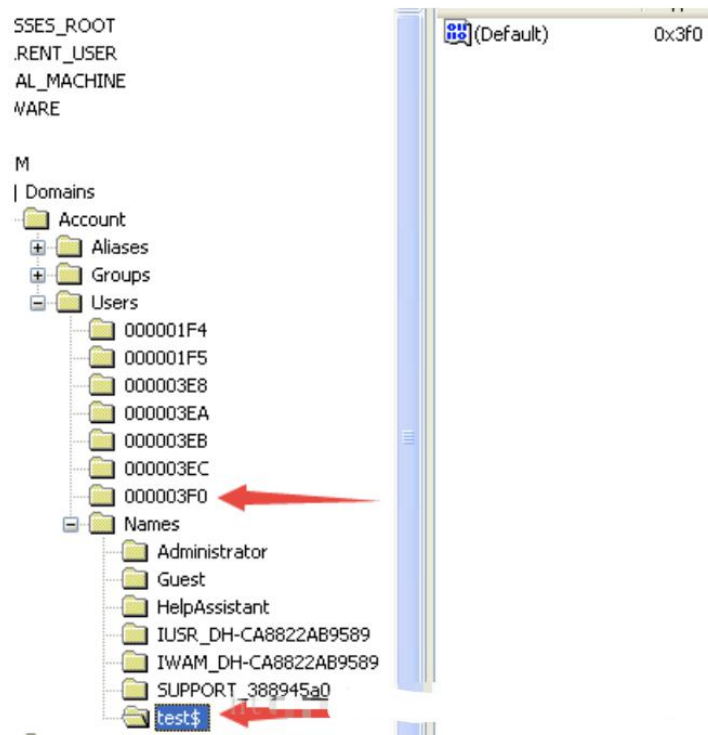 SSES_ROOT
.RENT_USER
AL_MACHINE
WARE
M
Domains
Account
Aliases
Groups
Users
000001F4
000001F5
000003E8
000003EA
000003EB
000003EC
000003F0
Names
Administrator
Guest
HelpAssistant
IUSR_DH-CA8822AB9589
IWAM_DH-CA8822AB9589
SUPPORT_388945a0
test$
(Default) 0x3f0